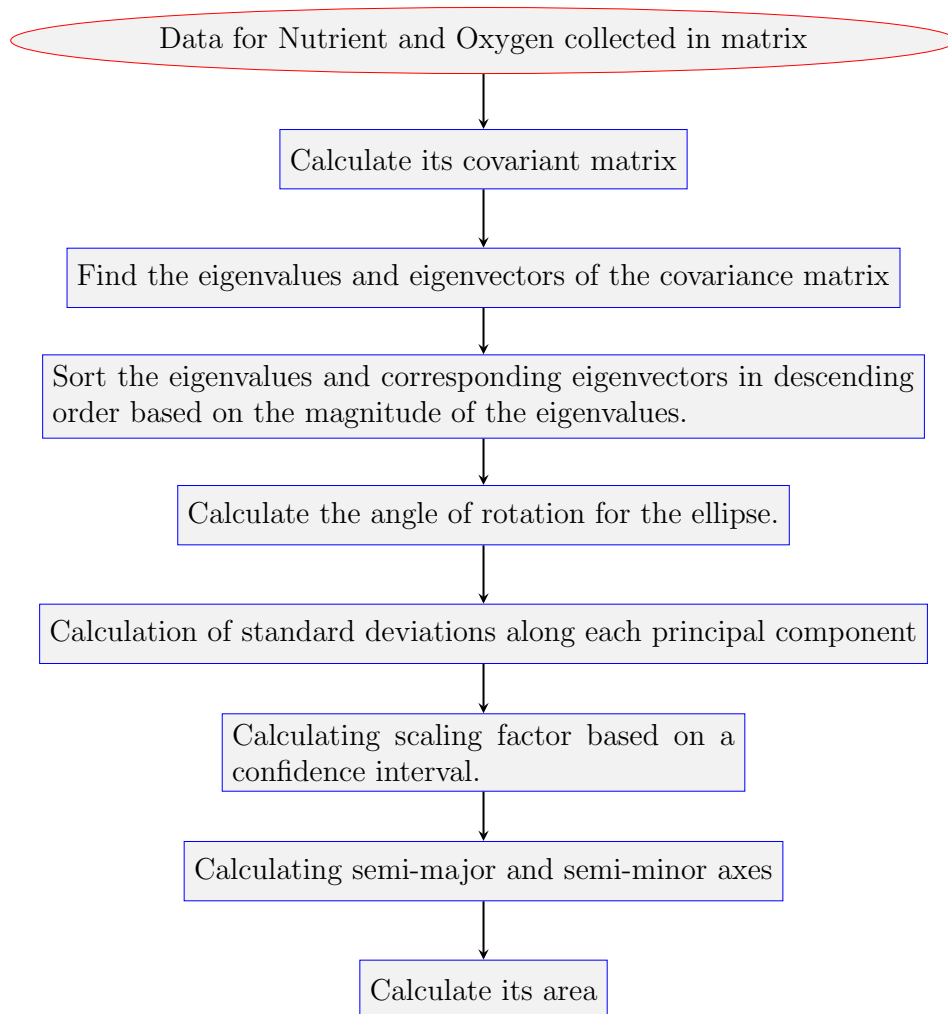 Data for Nutrient and Oxygen collected in matrix
Calculate its covariant matrix
Find the eigenvalues and eigenvectors of the covariance matrix
Sort the eigenvalues and corresponding eigenvectors in descending
order based on the magnitude of the eigenvalues.
Calculate the angle of rotation for the ellipse.
Calculation of standard deviations along each principal component
Calculating scaling factor based on a
confidence interval.
Calculating semi-major and semi-minor axes
Calculate its area